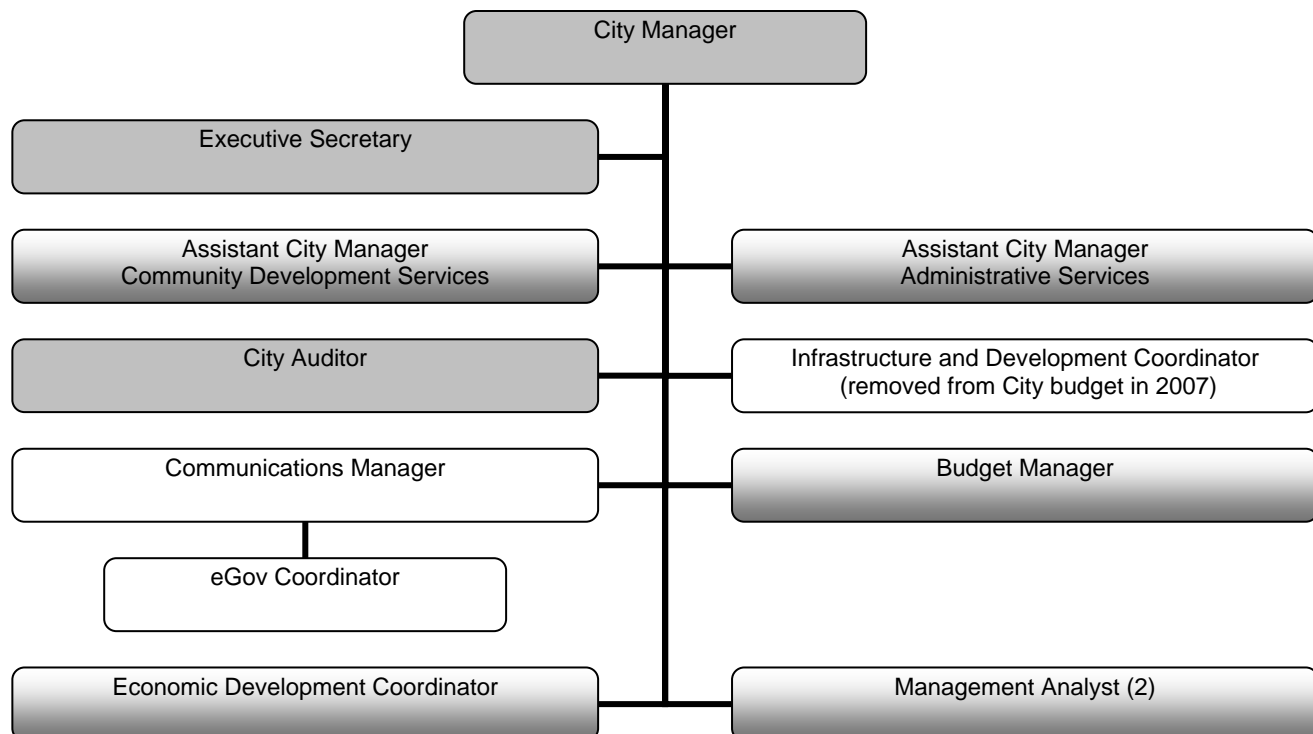 City Manager
Executive Secretary
Assistant City Manager
Community Development Services
Assistant City Manager
Administrative Services
City Auditor
Infrastructure and Development Coordinator
(removed from City budget in 2007)
Communications Manager
Budget Manager
eGov Coordinator
Economic Development Coordinator
Management Analyst (2)